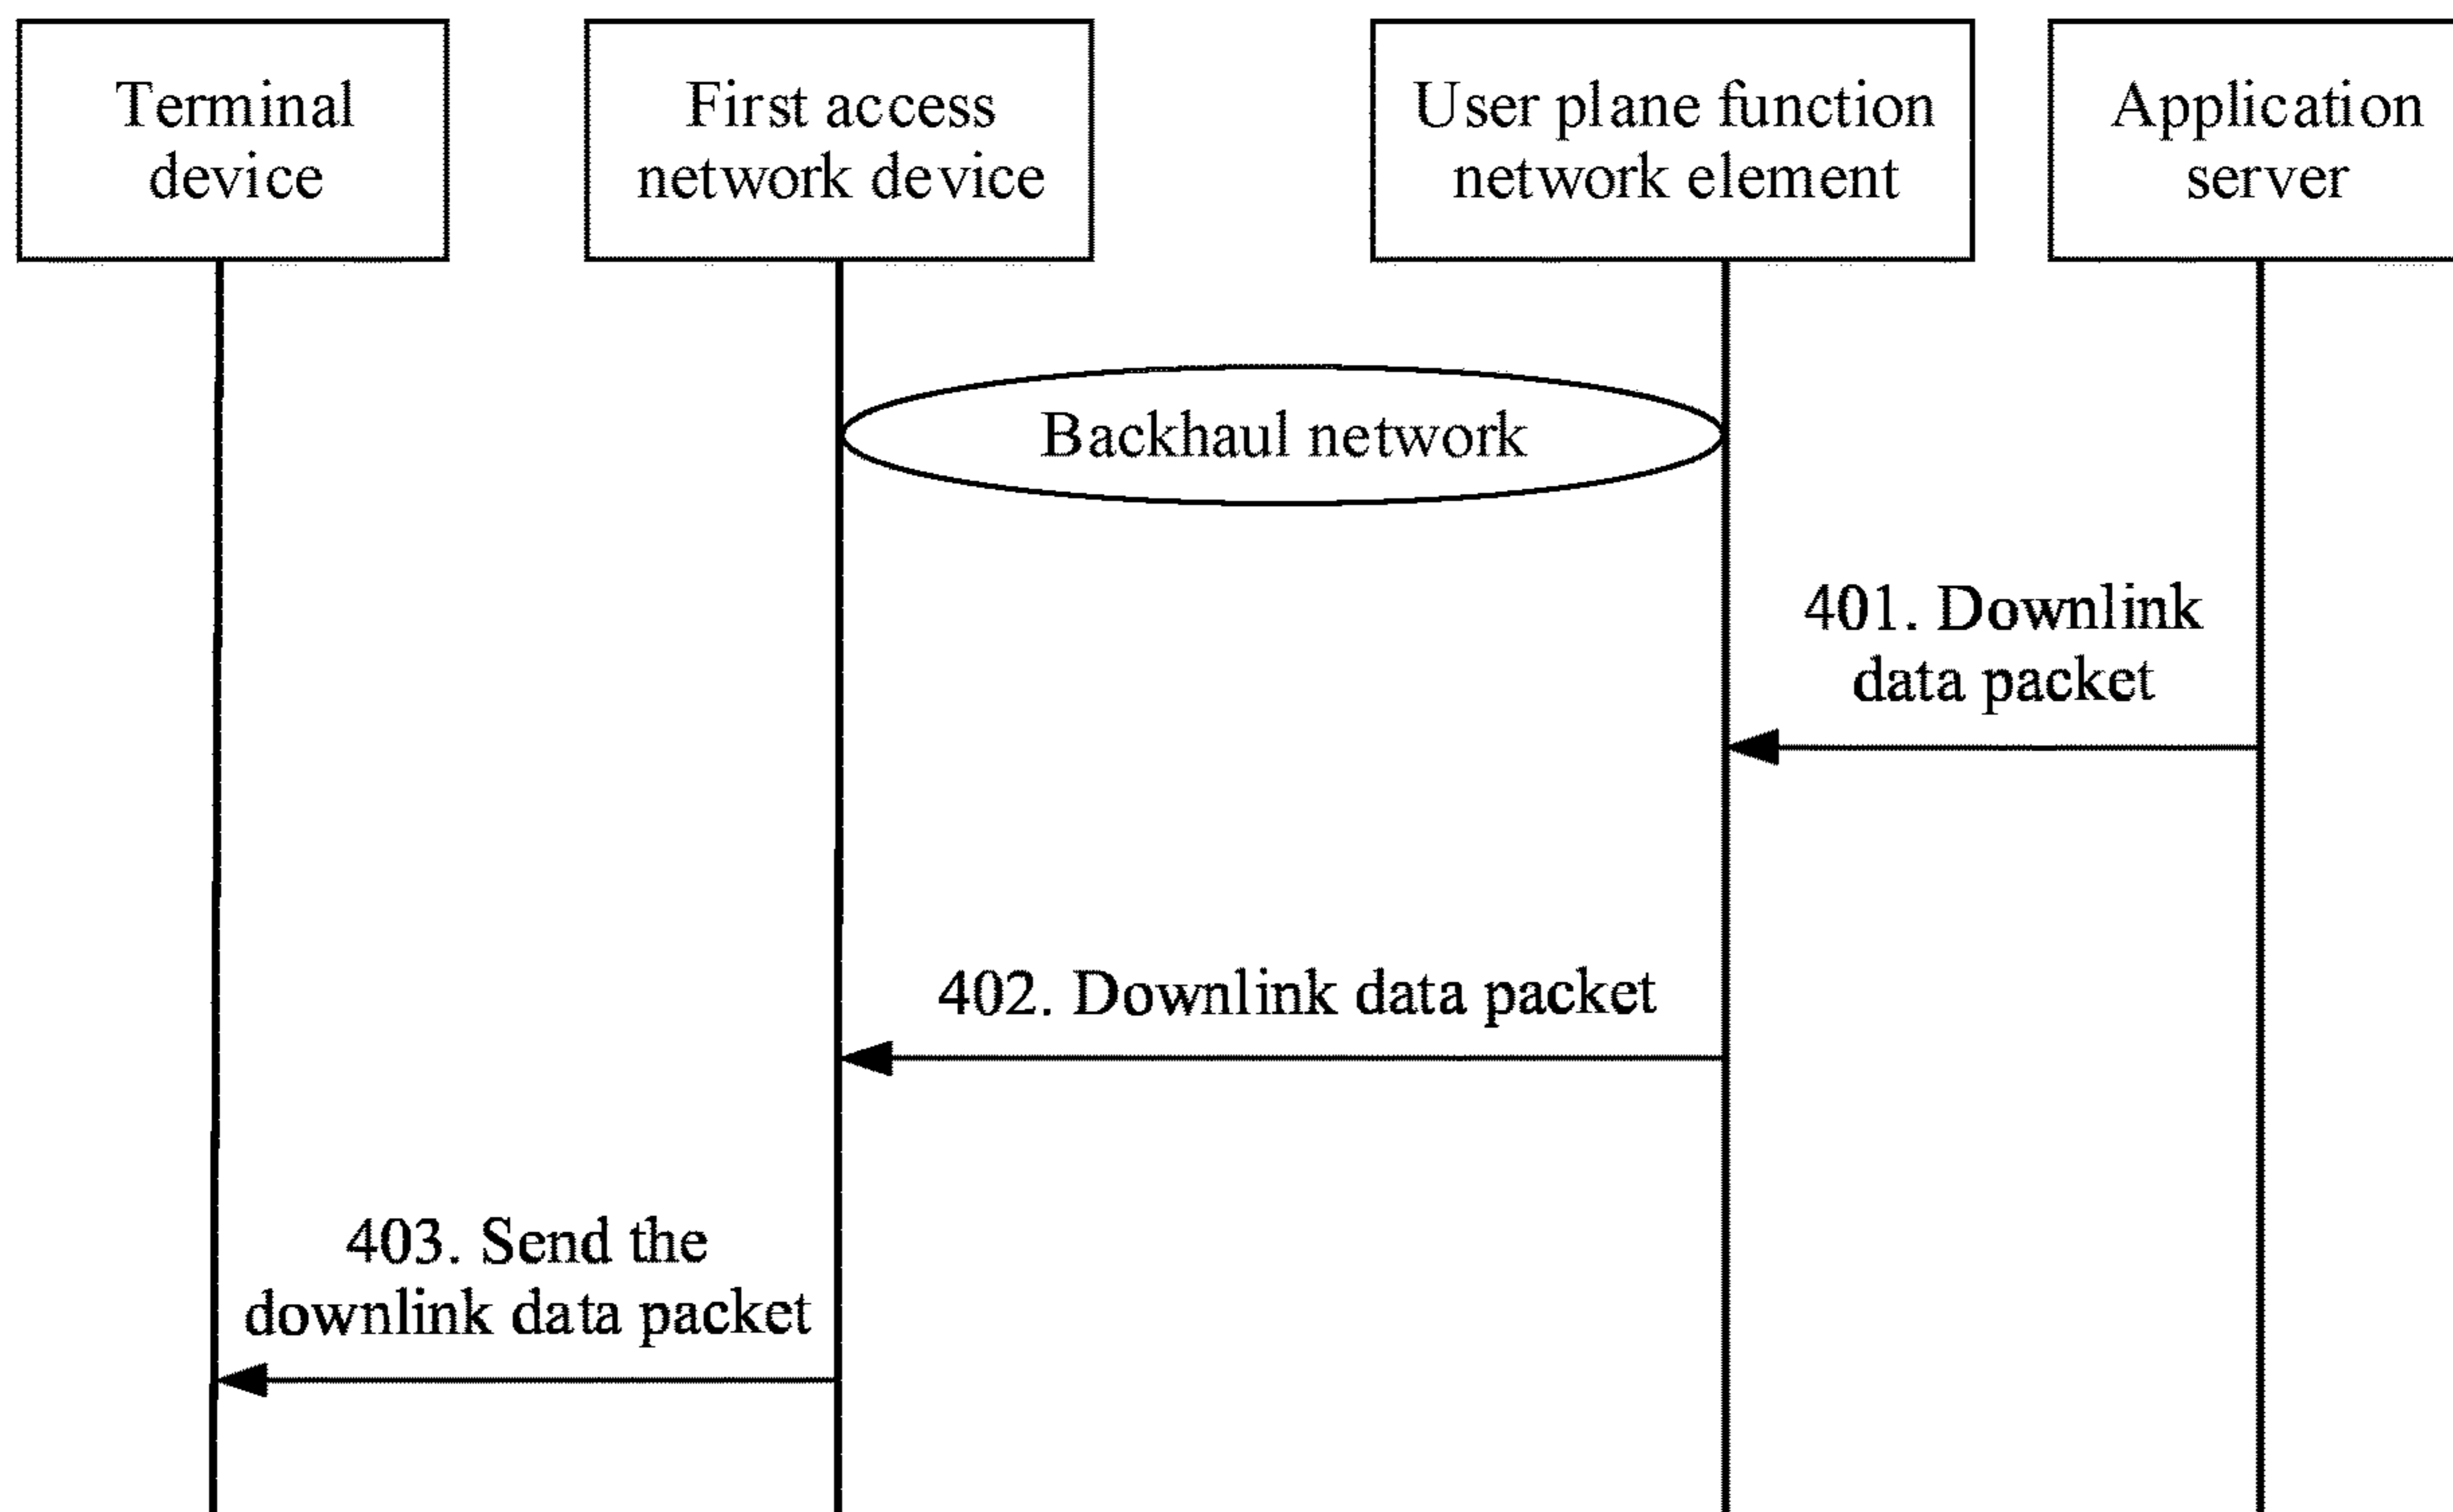 Terminal
device
First access
network device
User plane function
network element
Application
server
Backhaul network
401. Downlink
data packet
402. Downlink data packet
403. Send the
downlink data packet